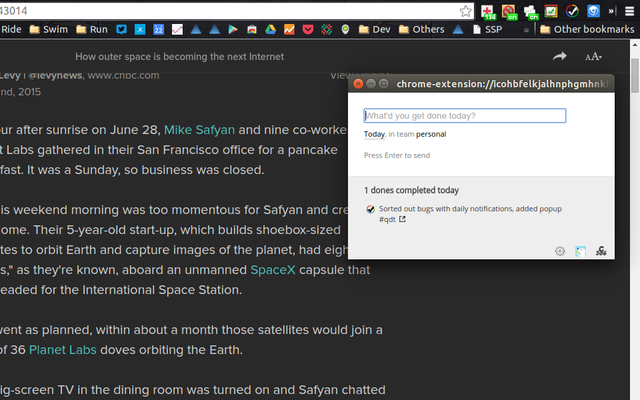 43014
194
on
on
Ride
Swim
Run
Dev
Others
SSP
»
Other bookmarks
How outer space is becoming the next Internet
Levy | @levynews, www.cnbc.com
View
nd, 2015
our after sunrise on June 28, Mike Safyan and nine co-worke
t Labs gathered in their San Francisco office for a pancake
fast. It was a Sunday, so business was closed.
is weekend morning was too momentous for Safyan and cre
ome. Their 5-year-old start-up, which builds shoebox-sized
tes to orbit Earth and capture images of the planet, had eigh
s," as they're known, aboard an unmanned SpaceX capsule that
eaded for the International Space Station.
went as planned, within about a month those satellites would join a
of 36 Planet Labs doves orbiting the Earth.
ig-screen TV in the dining room was turned on and Safyan chatted
chrome-extension://lcohbfelkjalhnphgmhnkl
What'd you get done today?
Today, in team personal
Press Enter to send
1 dones completed today
Sorted out bugs with daily notifications, added popup
#qdt